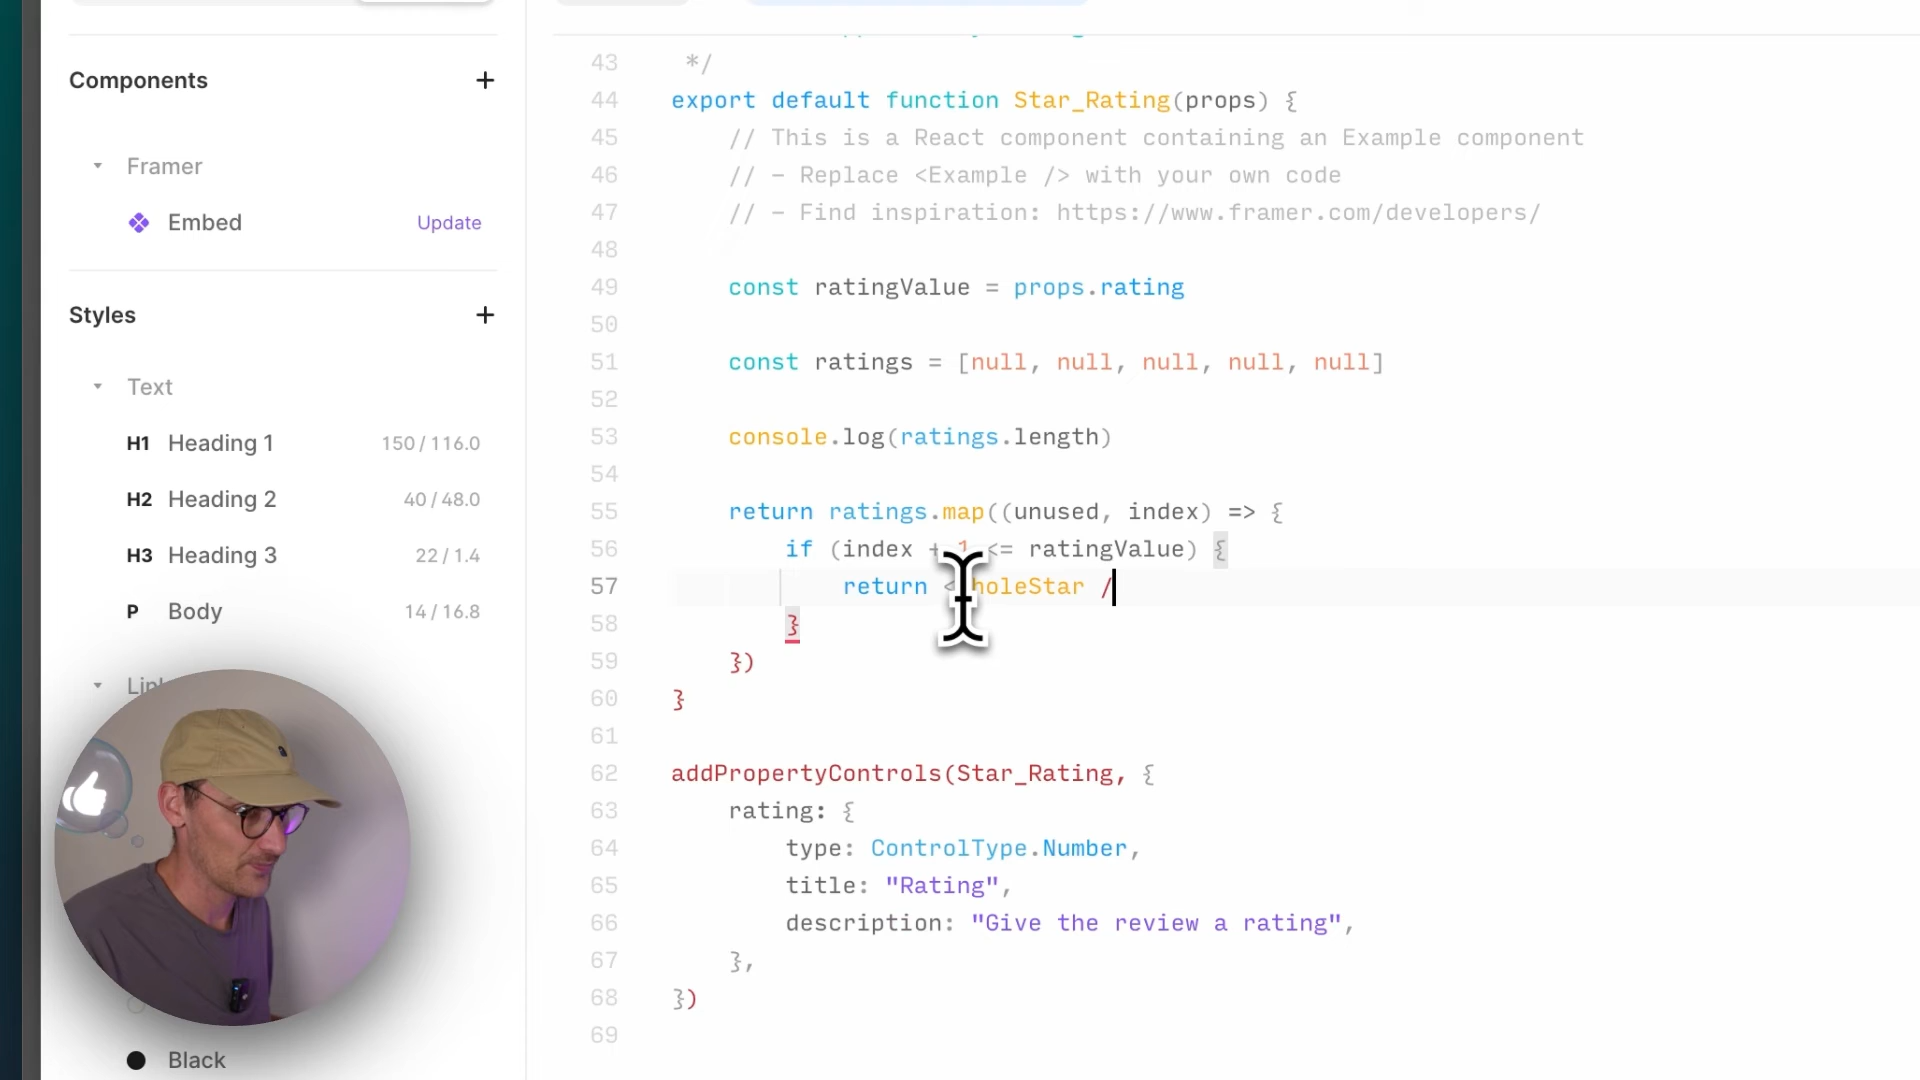 Components +
Framer
Embed Update
Styles +
Text
H1 Heading 1 150 / 116.0
H2 Heading 2 40 / 48.0
H3 Heading 3 22 / 1.4
P Body 14 / 16.8
Black
43 */
44 export default function Star_Rating(props) {
45 // This is a React component containing an Example component
46 // - Replace <Example /> with your own code
47 // - Find inspiration: https://www.framer.com/developers/
48
49 const ratingValue = props.rating
50
51 const ratings = [null, null, null, null, null]
52
53 console.log(ratings.length)
54
55 return ratings.map((unused, index) => {
56 if (index + 1 <= ratingValue) {
57 return <holeStar /
58 }
59 })
60 }
61
62 addPropertyControls(Star_Rating, {
63 rating: {
64 type: ControlType.Number,
65 title: "Rating",
66 description: "Give the review a rating",
67 },
68 })
69